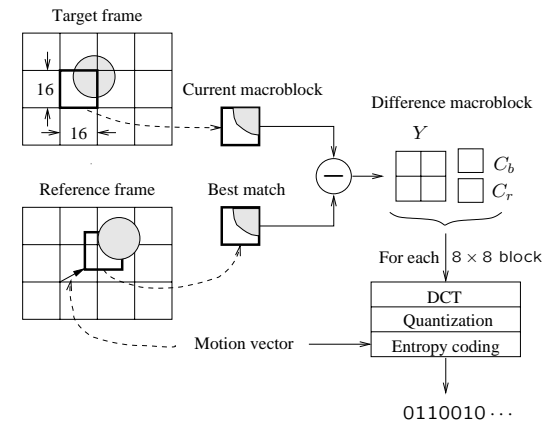 Target frame
16
16
Current macroblock
Difference macroblock
Y
C_b
C_r
Reference frame
Best match
−
For each 8 × 8 block
DCT
Quantization
Entropy coding
Motion vector
0110010 ···